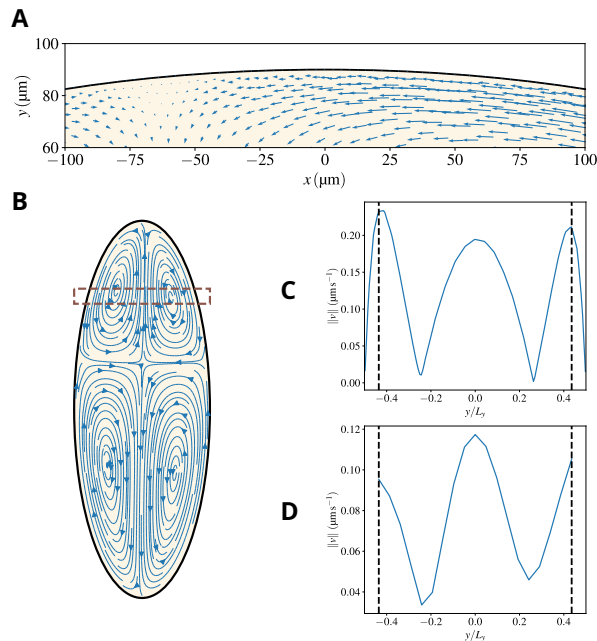 A
100
80
60
y (μm)
−100 −75 −50 −25 0 25 50 75 100
x (μm)
B
C
0.20
0.15
0.10
0.05
0.00
||v|| (μm s⁻¹)
−0.4 −0.2 0.0 0.2 0.4
y/Ly
D
0.12
0.10
0.08
0.06
0.04
||v|| (μm s⁻¹)
−0.4 −0.2 0.0 0.2 0.4
y/Ly